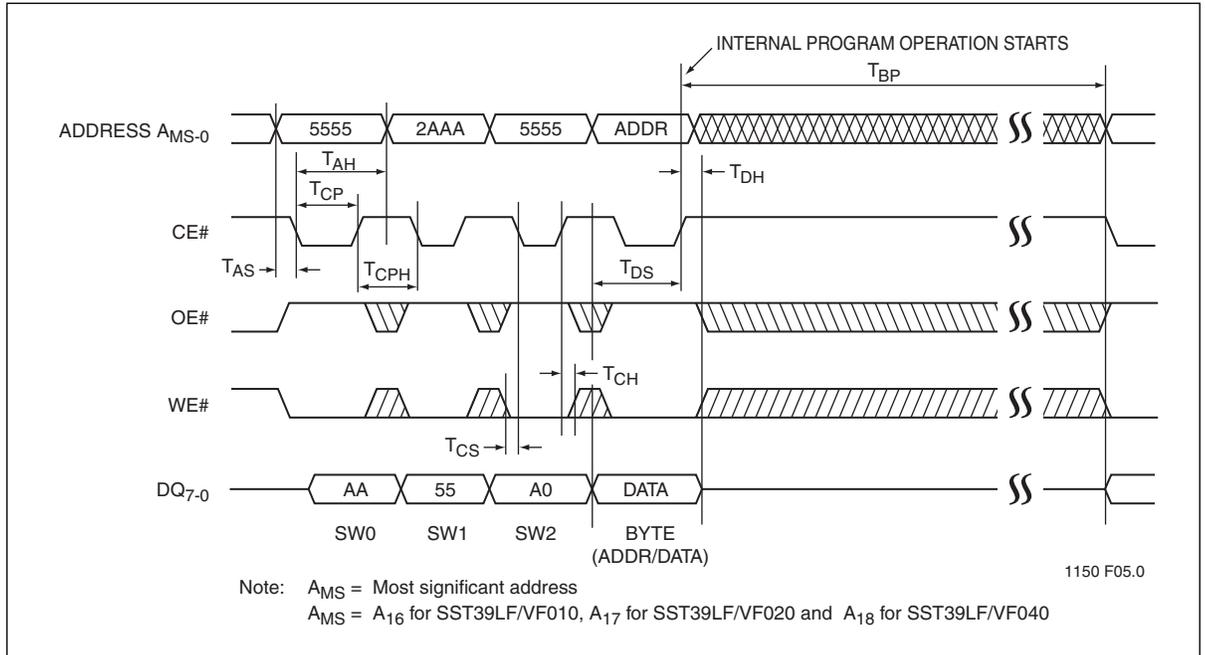 INTERNAL PROGRAM OPERATION STARTS
TBP
ADDRESS AMS-0
5555
2AAA
5555
ADDR
TAH
TDH
TCP
CE#
TAS
TCPH
TDS
OE#
TCH
WE#
TCS
DQ7-0
AA
55
A0
DATA
SW0
SW1
SW2
BYTE
(ADDR/DATA)
1150 F05.0
Note: AMS = Most significant address
AMS = A16 for SST39LF/VF010, A17 for SST39LF/VF020 and A18 for SST39LF/VF040